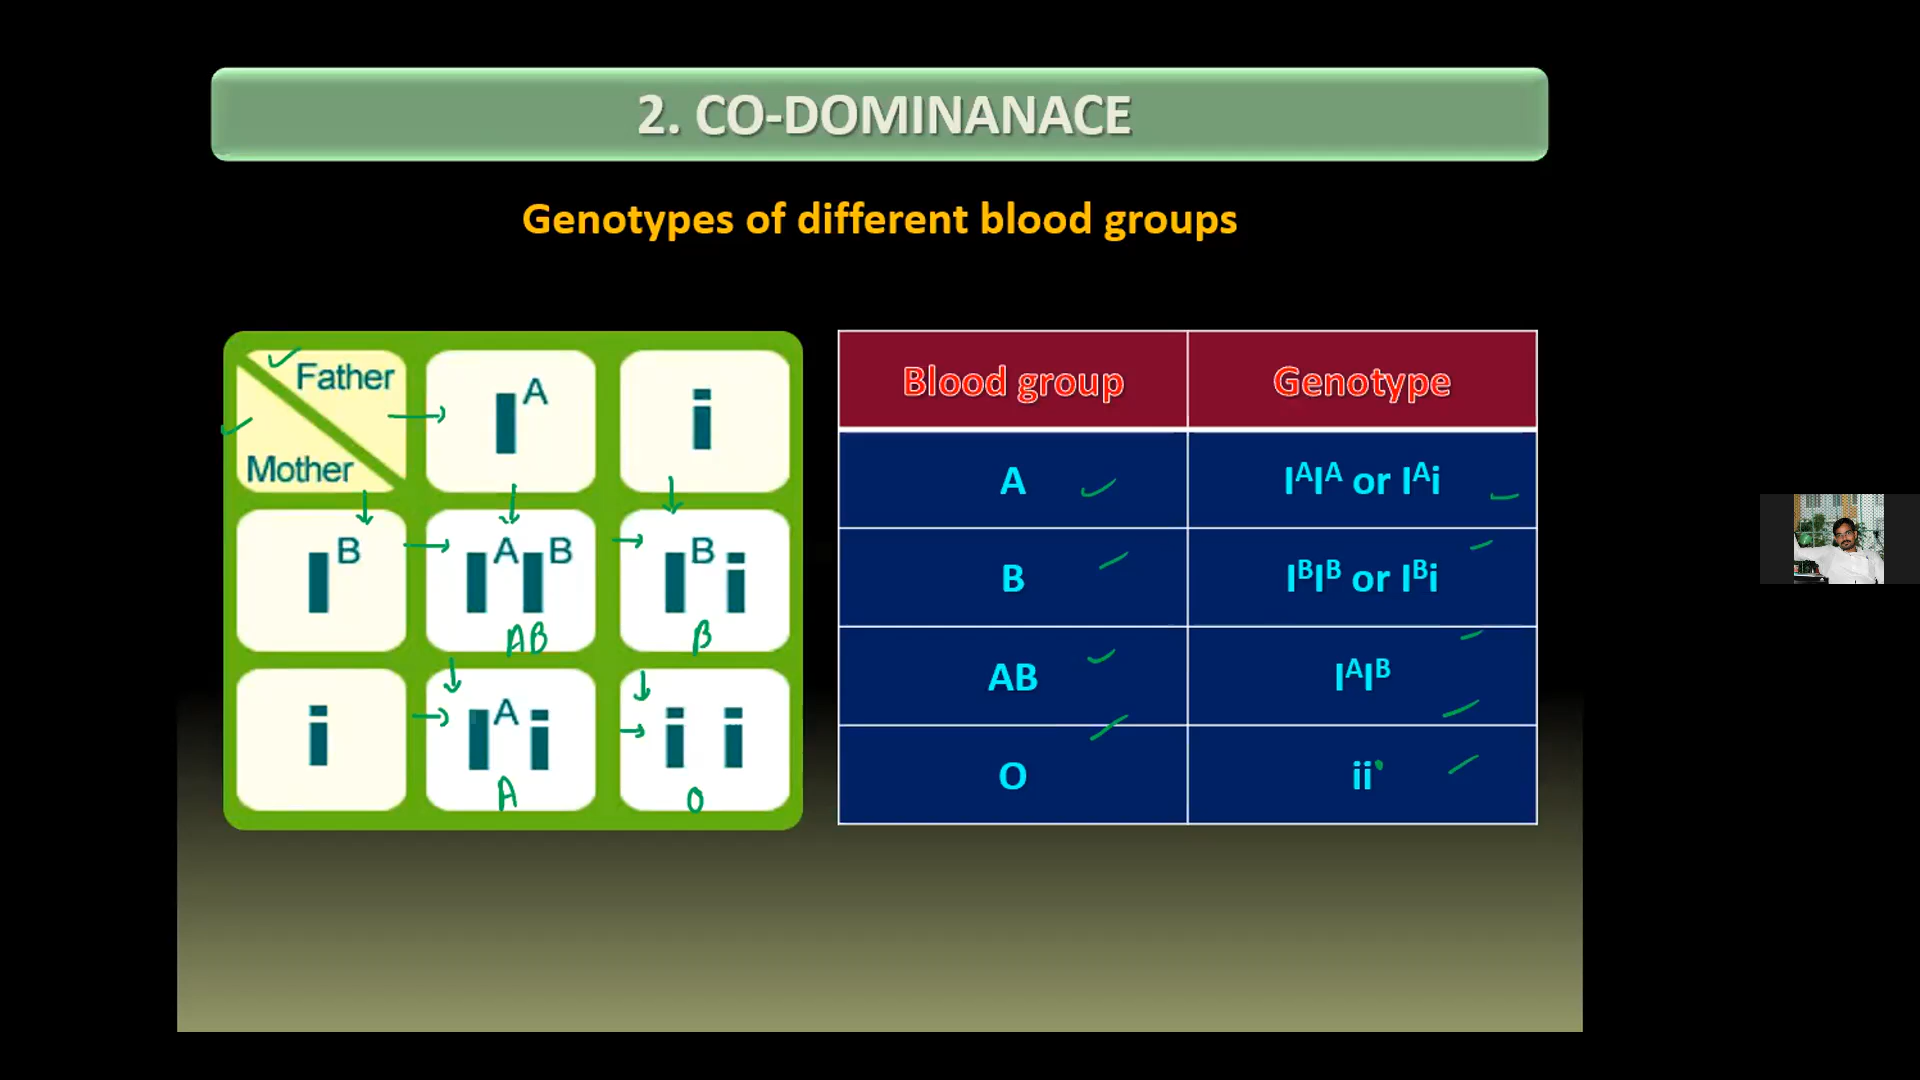 2. CO-DOMINANACE
Genotypes of different blood groups
Father
Mother
Iᴬ
i
Iᴮ
IᴬIᴮ
AB
Iᴮi
B
i
Iᴬi
A
ii
O
Blood group Genotype
A IᴬIᴬ or Iᴬi
B IᴮIᴮ or Iᴮi
AB IᴬIᴮ
O ii